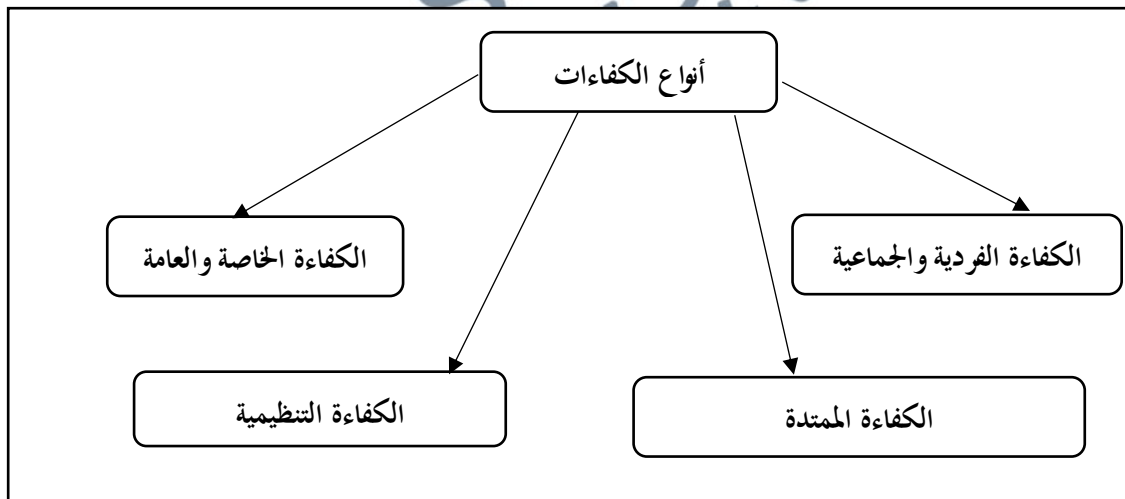 أنواع الكفاءات
الكفاءة الفردية والجماعية
الكفاءة الخاصة والعامة
الكفاءة الممتدة
الكفاءة التنظيمية